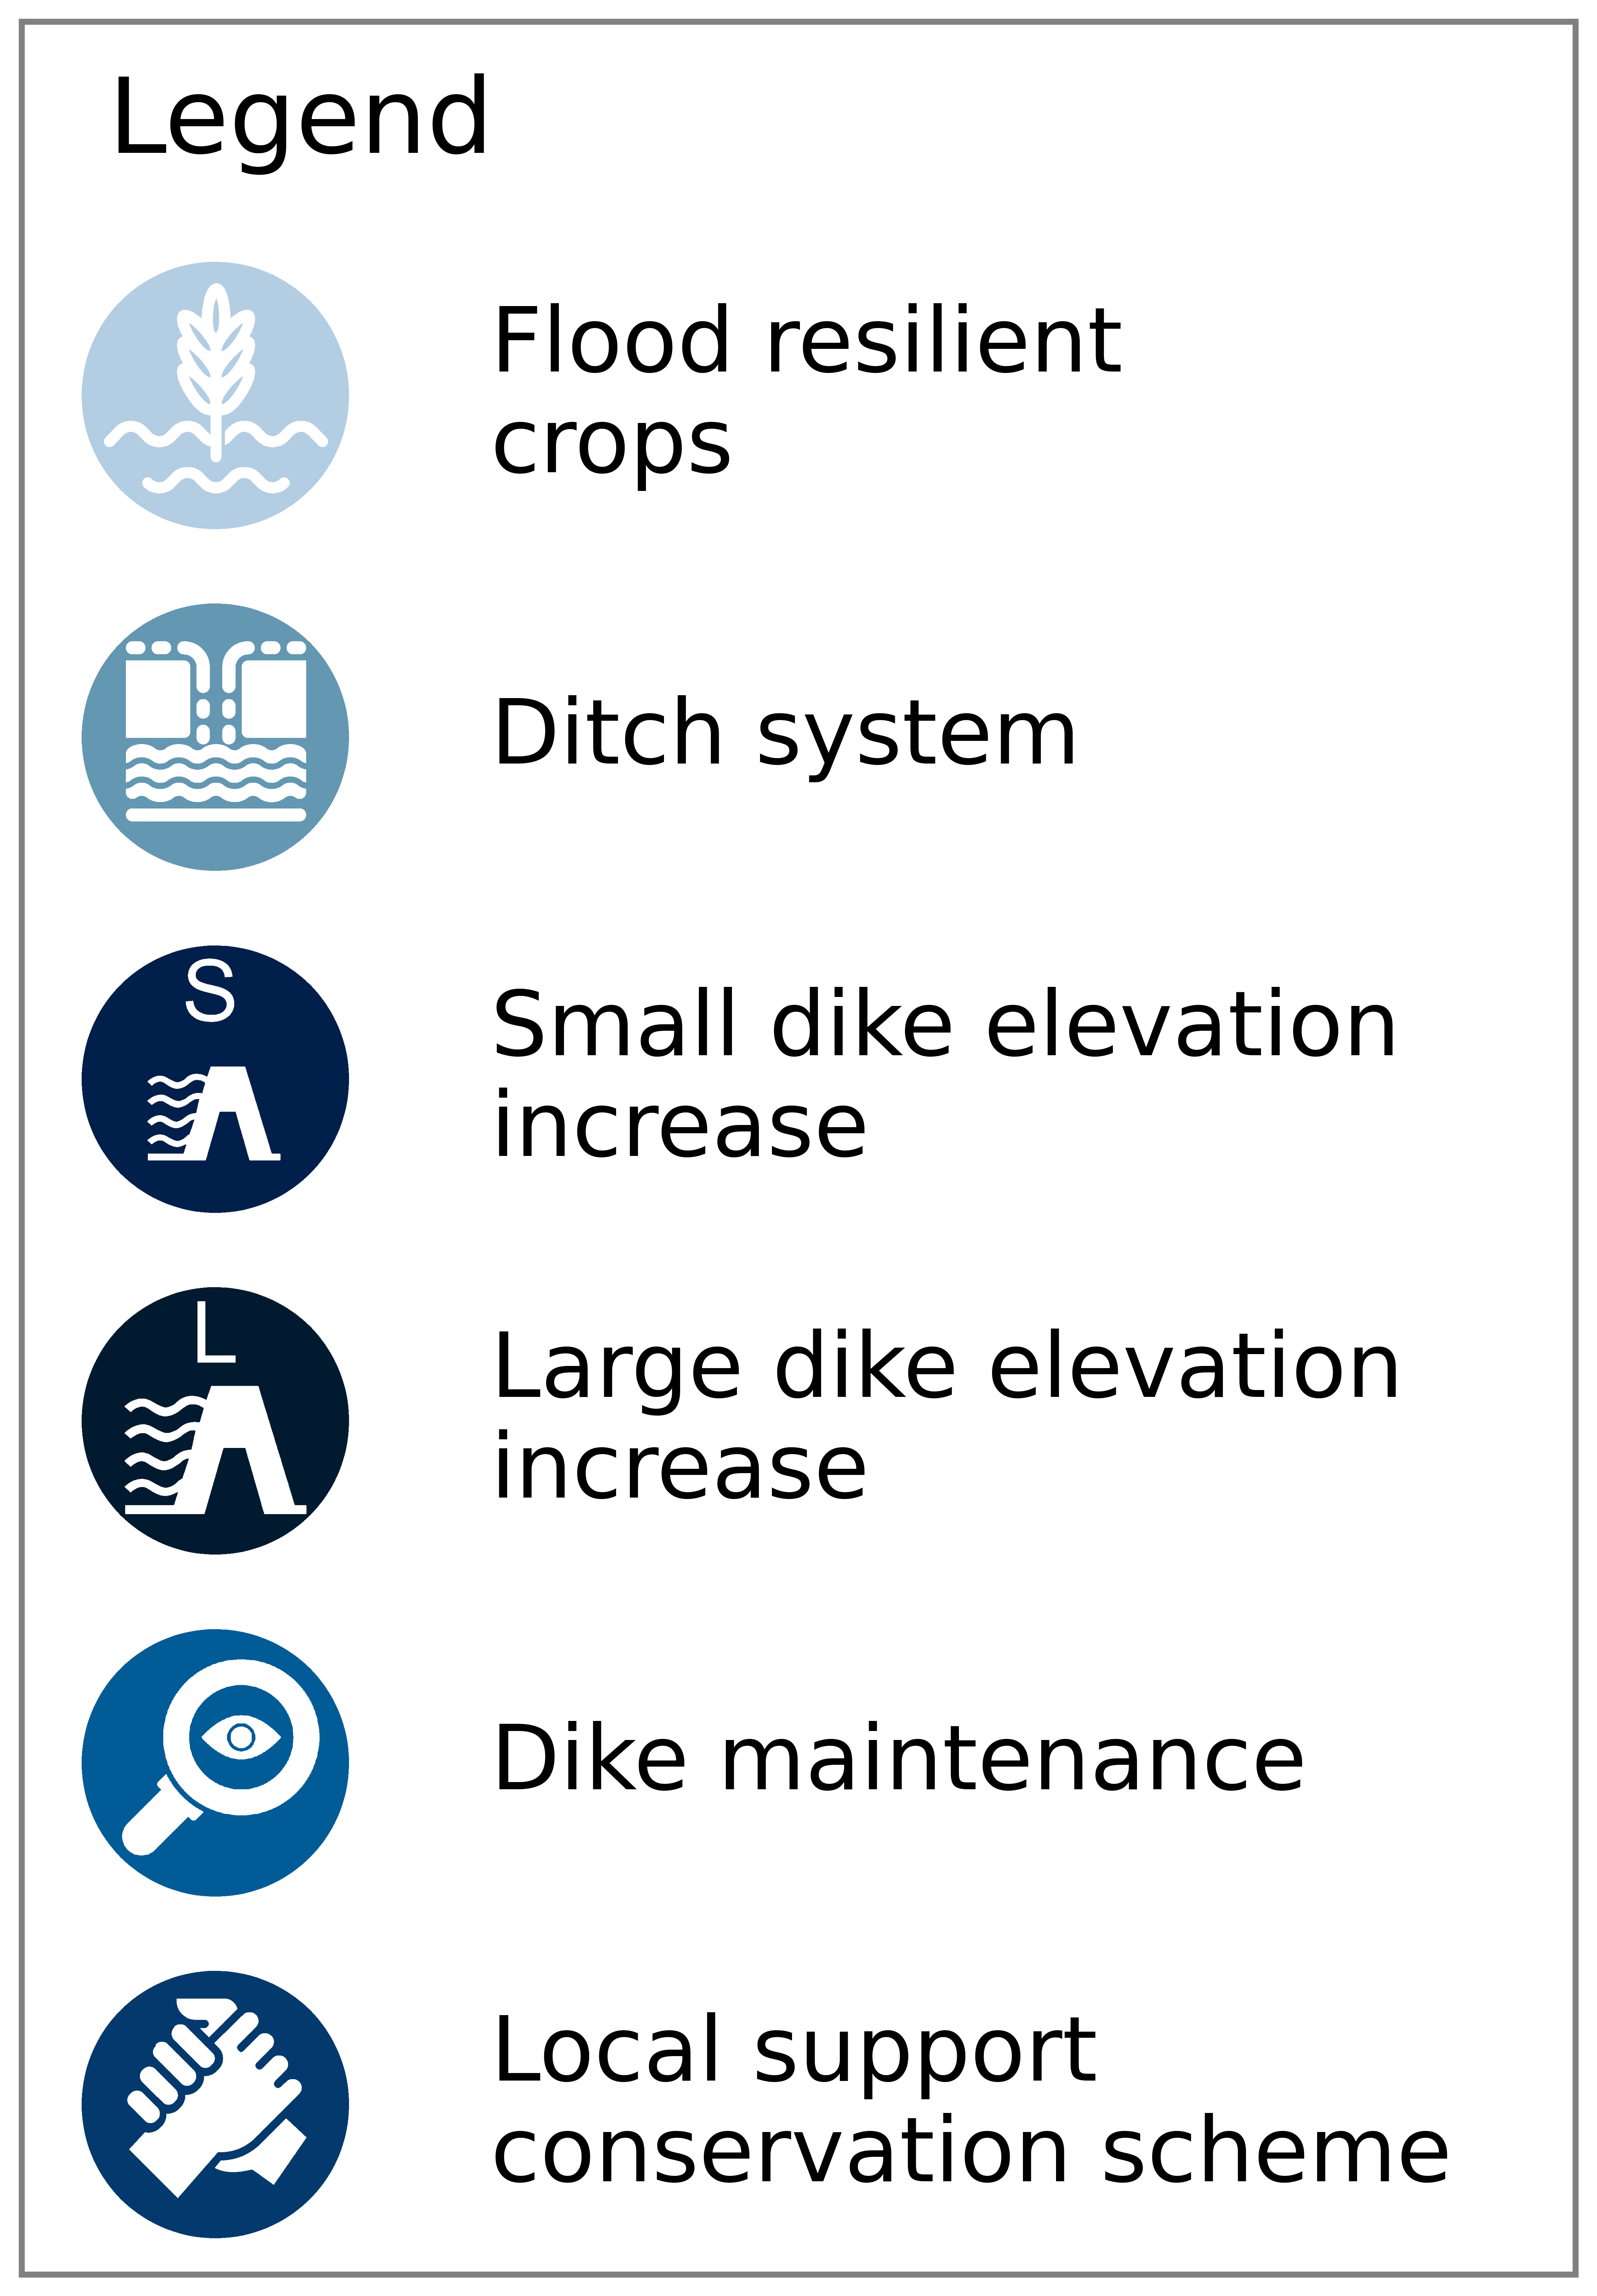 Legend
Flood resilient
crops
Ditch system
S
Small dike elevation
increase
L
Large dike elevation
increase
Dike maintenance
Local support
conservation scheme